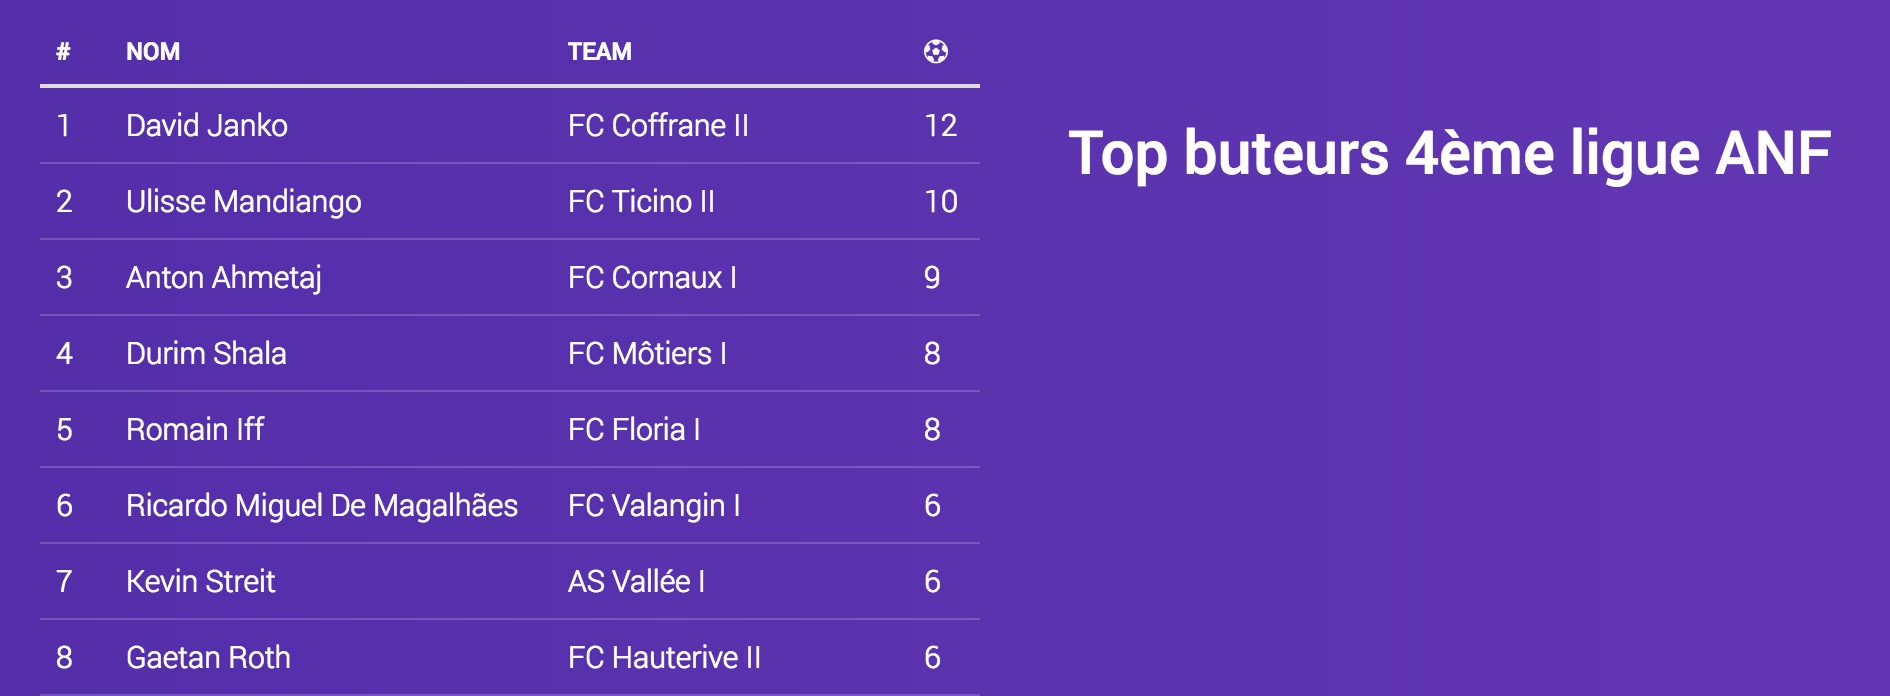 # NOM TEAM
1 David Janko FC Coffrane II 12
2 Ulisse Mandiango FC Ticino II 10
3 Anton Ahmetaj FC Cornaux I 9
4 Durim Shala FC Môtiers I 8
5 Romain Iff FC Floria I 8
6 Ricardo Miguel De Magalhães FC Valangin I 6
7 Kevin Streit AS Vallée I 6
8 Gaetan Roth FC Hauterive II 6
Top buteurs 4ème ligue ANF